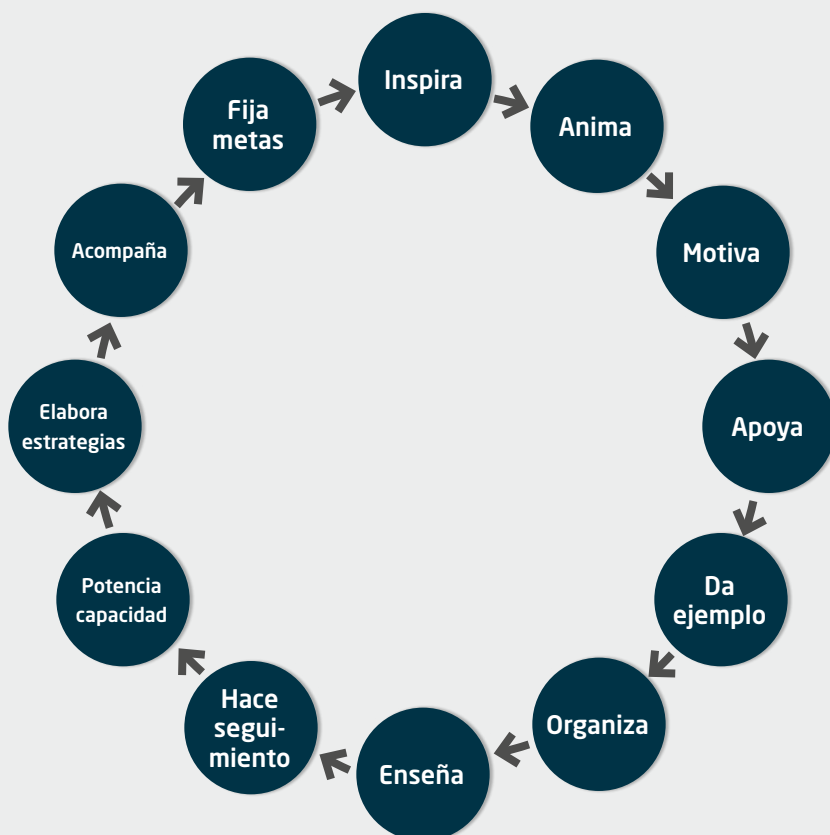 Inspira
Anima
Motiva
Apoya
Da
ejemplo
Organiza
Enseña
Hace
segui-
miento
Potencia
capacidad
Elabora
estrategias
Acompaña
Fija
metas